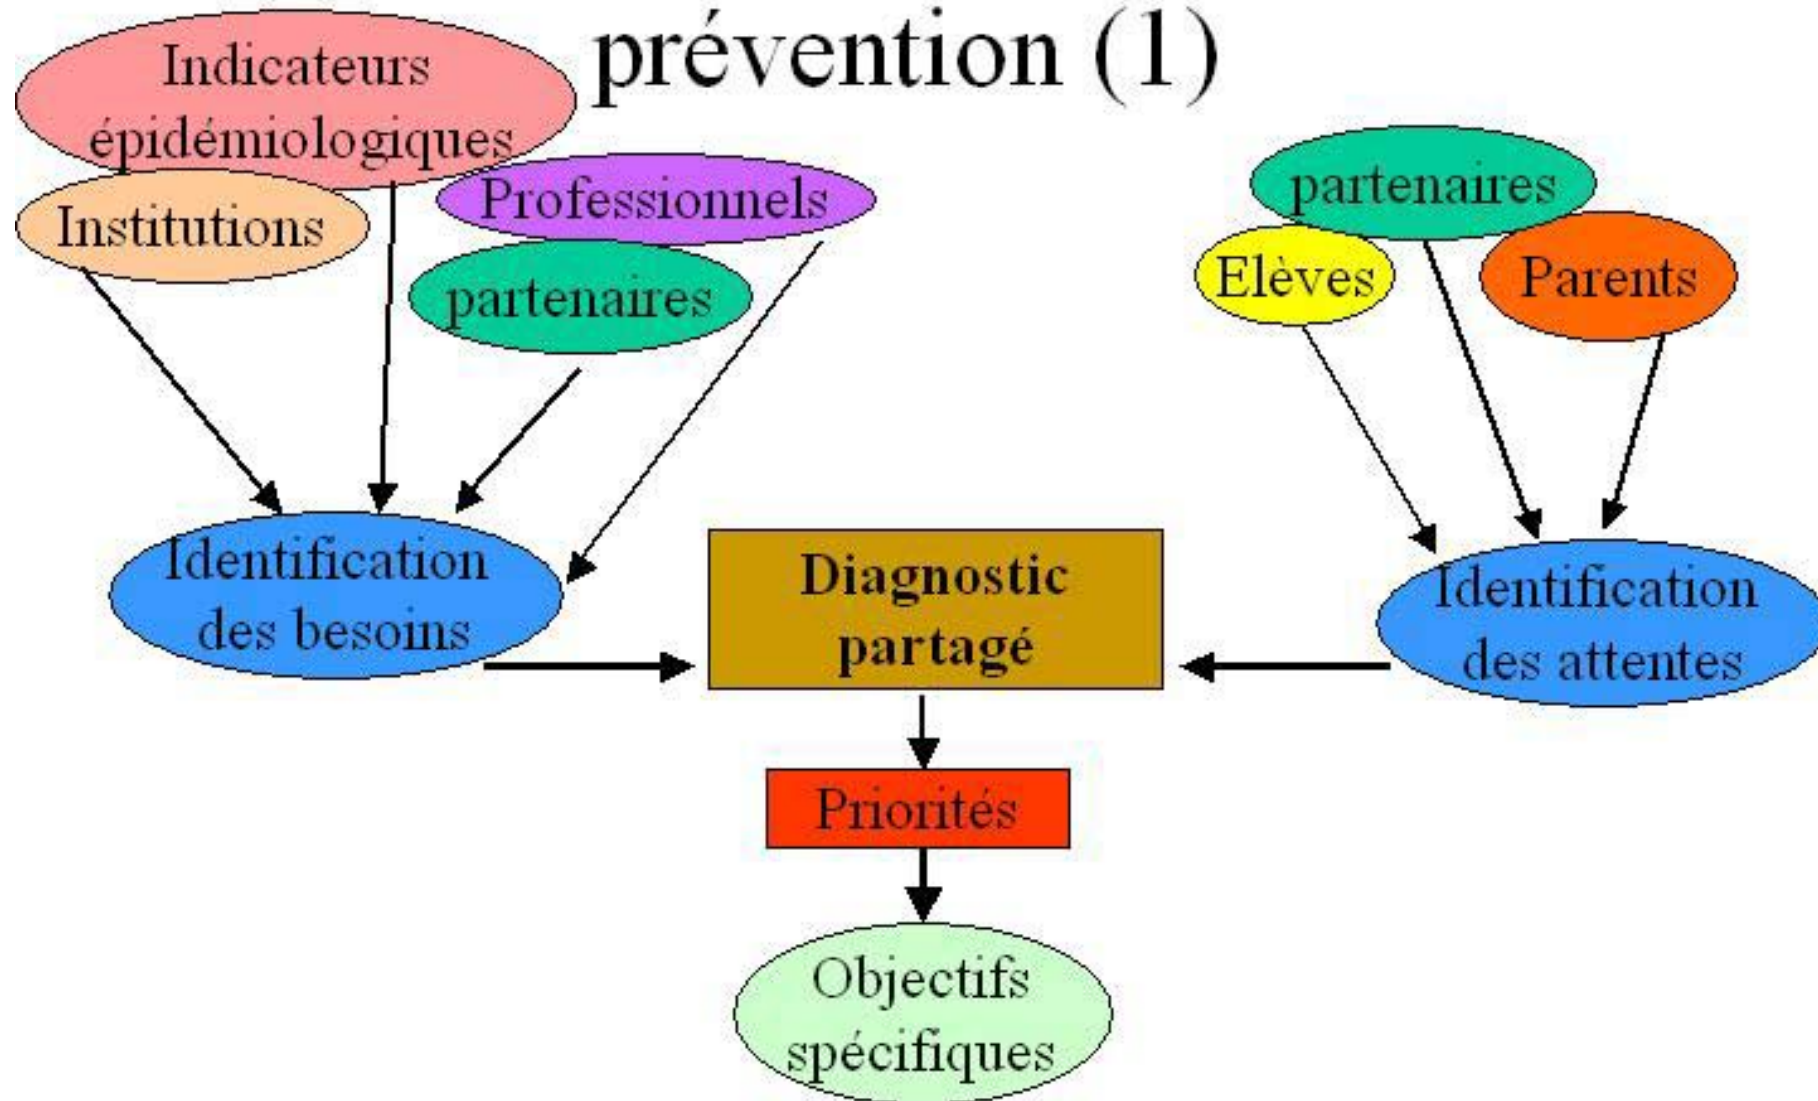 prévention (1)
Indicateurs
épidémiologiques
Institutions
Professionnels
partenaires
partenaires
Elèves
Parents
Identification
des besoins
Diagnostic
partagé
Identification
des attentes
Priorités
Objectifs
spécifiques